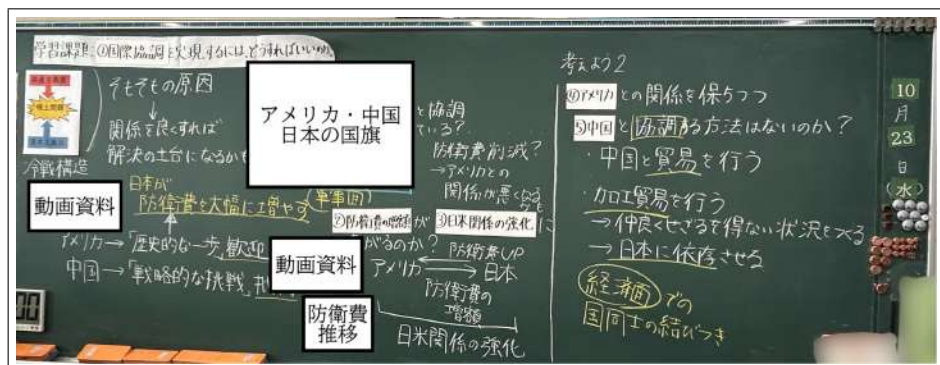 学習課題:①国際協調を実現するには、どうすればいいのか。
領土問題
冷戦構造
そもそもの原因
↓
関係を良くすれば
解決の土台になるかも
アメリカ・中国
日本の国旗
と協調
いる?
動画資料
日本が
防衛費を大幅に増やす
(軍事面)
アメリカ→「歴史的な一歩」歓迎
中国→「戦略的な挑戦」
防衛費削減?
→アメリカとの
関係が悪くなる
②防衛費の増額が
③日米関係の強化に
がるのか?
動画資料
防衛費UP
アメリカ
日本
防衛費の
増額
防衛費
推移
日米関係の強化
考えよう2
④アメリカとの関係を保ちつつ
⑤中国と協調する方法はないのか?
・中国と貿易を行う
・加工貿易を行う
→仲良くせざるを得ない状況を作る
→日本に依存させる
経済面での
国同士の結びつき
10
月
23
日
(水)